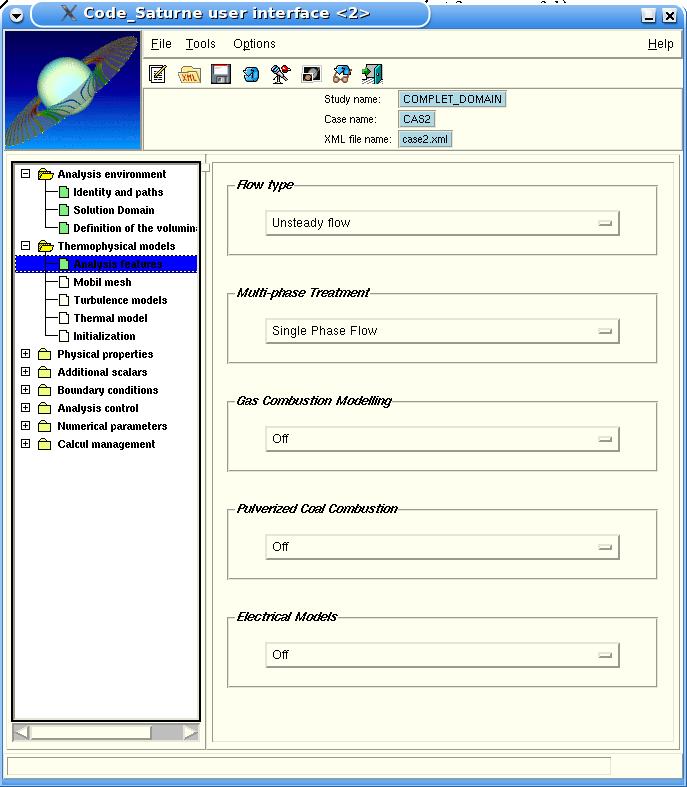 Code_Saturne user interface <2>
File Tools Options Help
XML
Study name: COMPLET_DOMAIN
Case name: CAS2
XML file name: case2.xml
Analysis environment
Identity and paths
Solution Domain
Definition of the volumin
Thermophysical models
Analysis features
Mobil mesh
Turbulence models
Thermal model
Initialization
Physical properties
Additional scalars
Boundary conditions
Analysis control
Numerical parameters
Calcul management
Flow type
Unsteady flow
Multi-phase Treatment
Single Phase Flow
Gas Combustion Modelling
Off
Pulverized Coal Combustion
Off
Electrical Models
Off